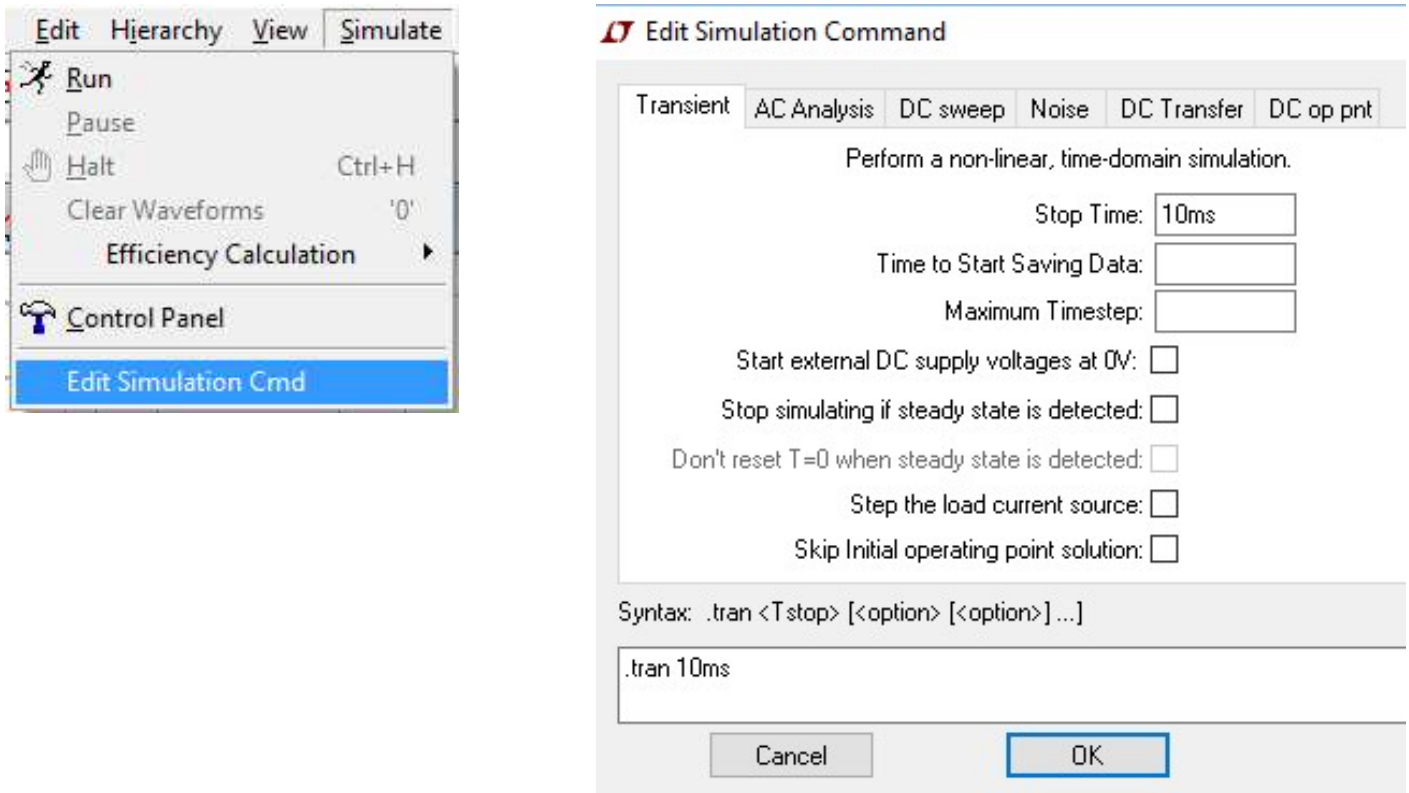 Edit Hierarchy View Simulate
Run
Pause
Halt Ctrl+H
Clear Waveforms '0'
Efficiency Calculation
Control Panel
Edit Simulation Cmd
Edit Simulation Command
Transient AC Analysis DC sweep Noise DC Transfer DC op pnt
Perform a non-linear, time-domain simulation.
Stop Time: 10ms
Time to Start Saving Data:
Maximum Timestep:
Start external DC supply voltages at 0V:
Stop simulating if steady state is detected:
Don't reset T=0 when steady state is detected:
Step the load current source:
Skip Initial operating point solution:
Syntax: .tran <Tstop> [<option> [<option>] ...]
.tran 10ms
Cancel OK